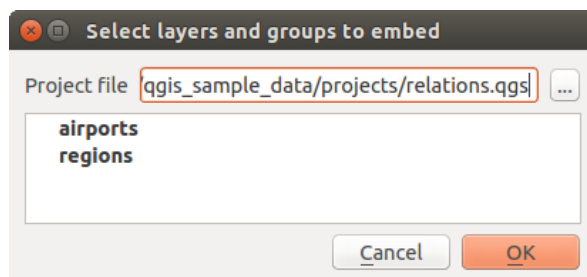 Select layers and groups to embed
Project file /qgis_sample_data/projects/relations.qgs ...
airports
regions
Cancel OK